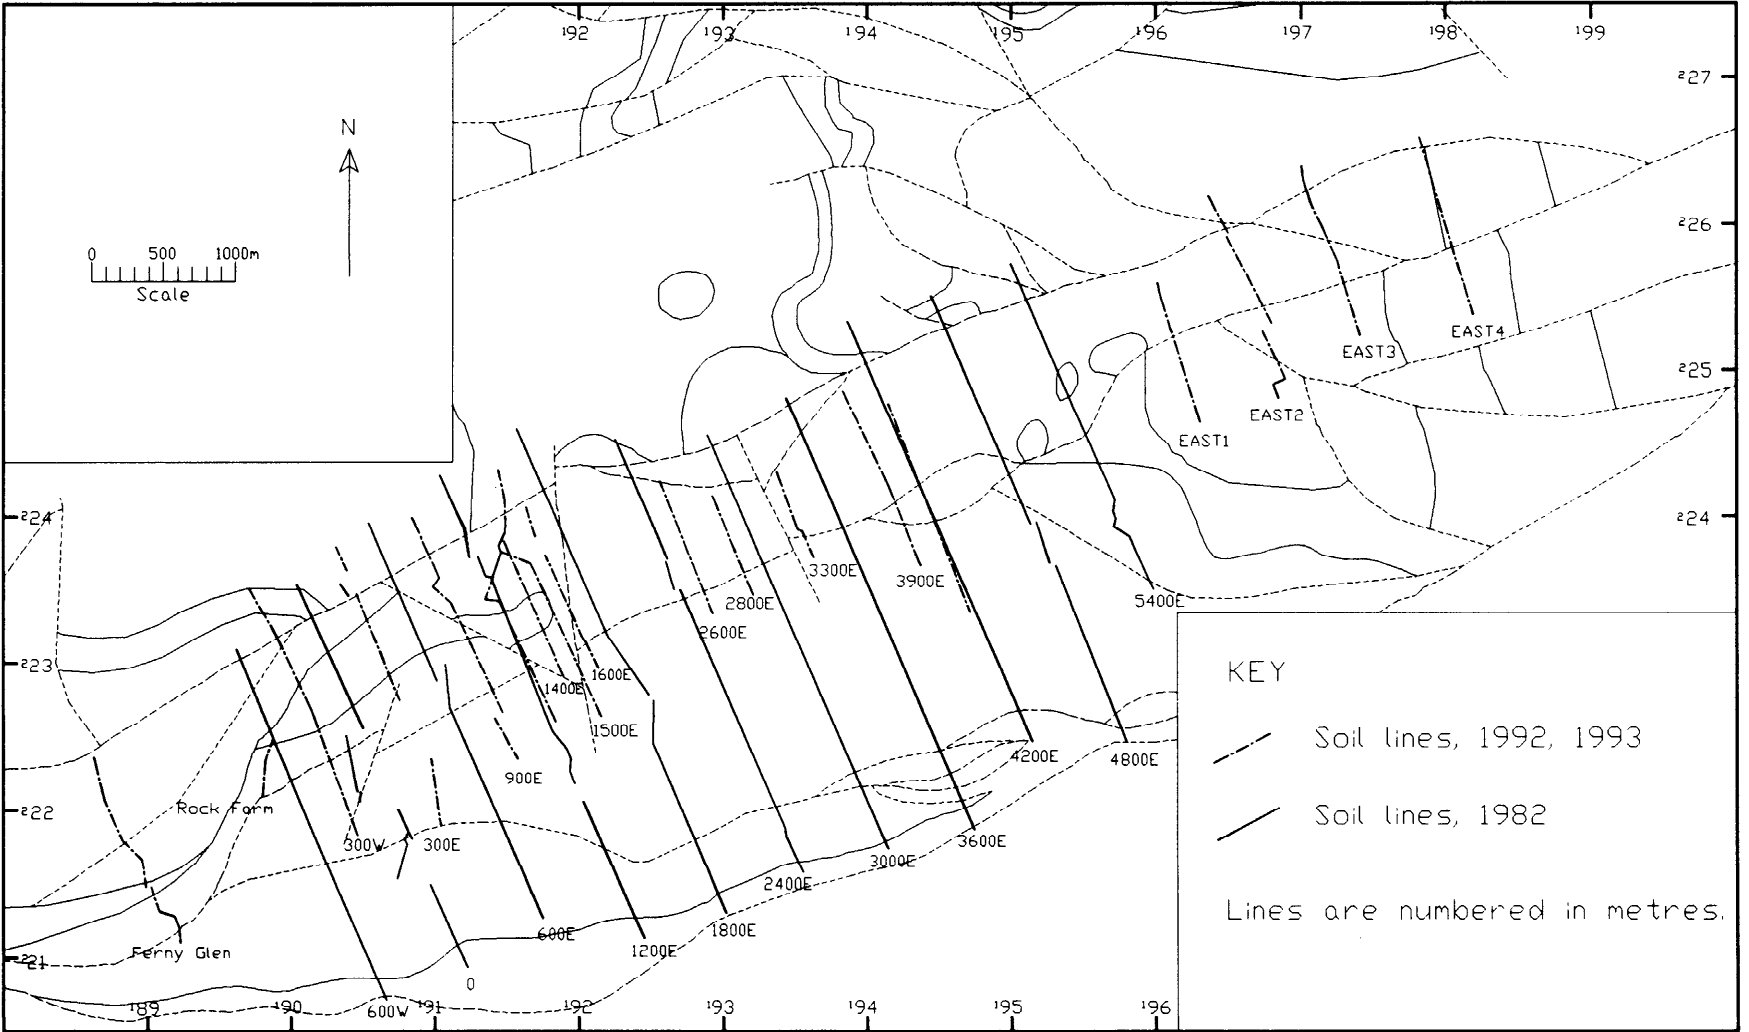 192 193 194 195 196 197 198 199
²27
N
²26
0 500 1000m
Scale
EAST4
EAST3
²25
EAST2
EAST1
²24
²24
3300E
3900E
2800E
5400E
2600E
²23
1600E
1400E
1500E
KEY
Soil lines, 1992, 1993
4200E
4800E
900E
Rock Farm
²22
Soil lines, 1982
300W
300E
3600E
3000E
2400E
Lines are numbered in metres.
600E
1800E
1200E
Ferny Glen
²21
0
600W
189 190 191 192 193 194 195 196